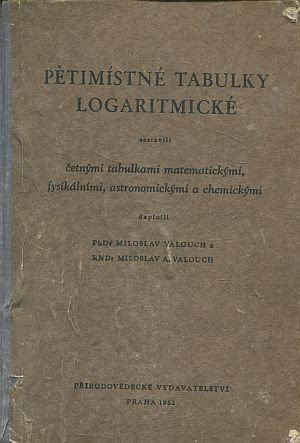 PĚTIMÍSTNÉ TABULKY
LOGARITMICKÉ
sestavili
četnými tabulkami matematickými,
fysikálními, astronomickými a chemickými
doplnili
PhDr MILOSLAV VALOUCH a
RNDr MILOSLAV A. VALOUCH
PŘÍRODOVĚDECKÉ VYDAVATELSTVÍ
PRAHA 1952